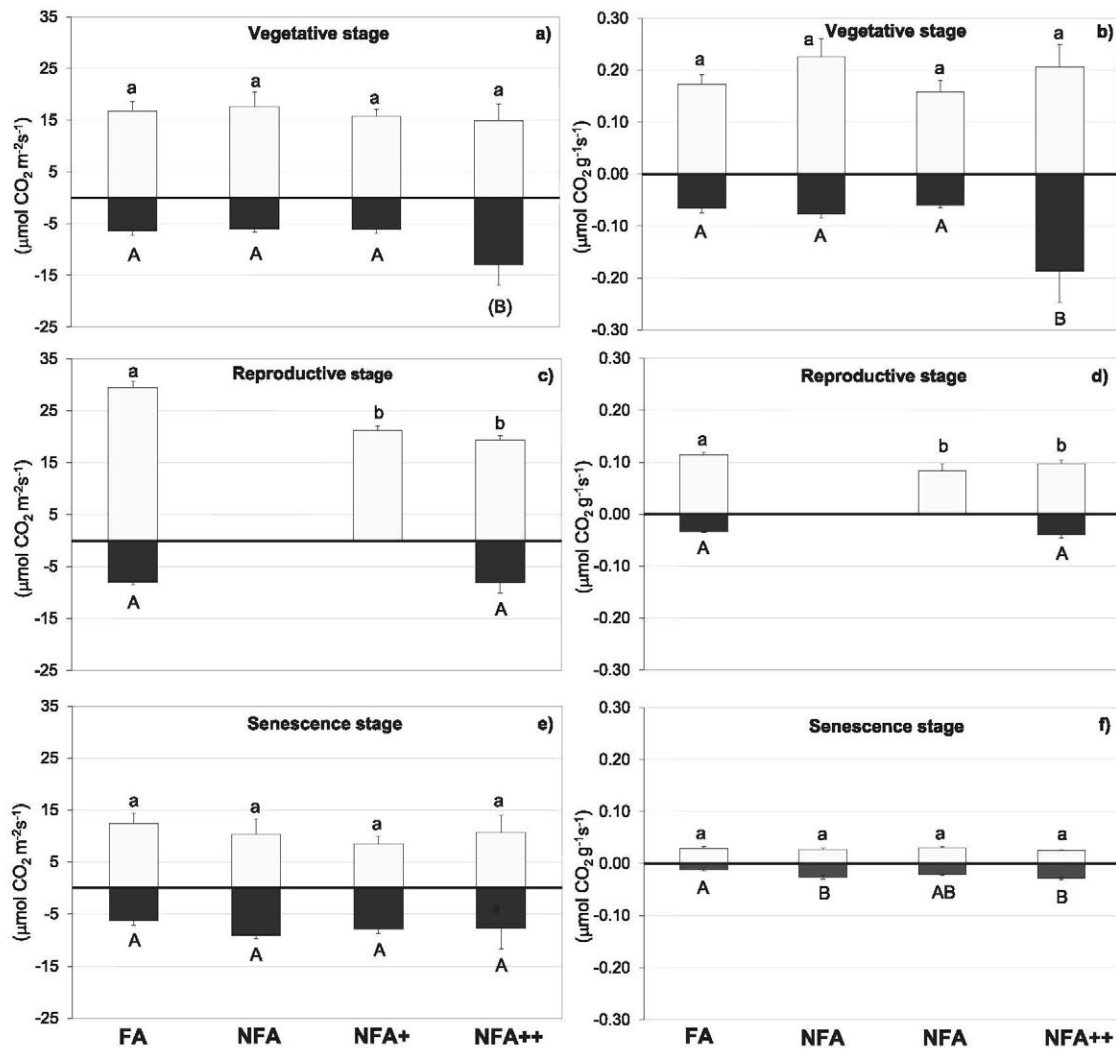 Vegetative stage a)
35
25
15
5
-5
-15
-25
(μmol CO2 m-2s-1)
a a a a
A A A (B)
Vegetative stage b)
0.30
0.20
0.10
0.00
-0.10
-0.20
-0.30
(μmol CO2 g-1s-1)
a a a a
A A A B
Reproductive stage c)
35
25
15
5
-5
-15
-25
(μmol CO2 m-2s-1)
a b b
A A
Reproductive stage d)
0.30
0.20
0.10
0.00
-0.10
-0.20
-0.30
(μmol CO2 g-1s-1)
a b b
A A
Senescence stage e)
35
25
15
5
-5
-15
-25
(μmol CO2 m-2s-1)
a a a a
A A A A
FA NFA NFA+ NFA++
Senescence stage f)
0.30
0.20
0.10
0.00
-0.10
-0.20
-0.30
(μmol CO2 g-1s-1)
a a a a
A B AB B
FA NFA NFA NFA++